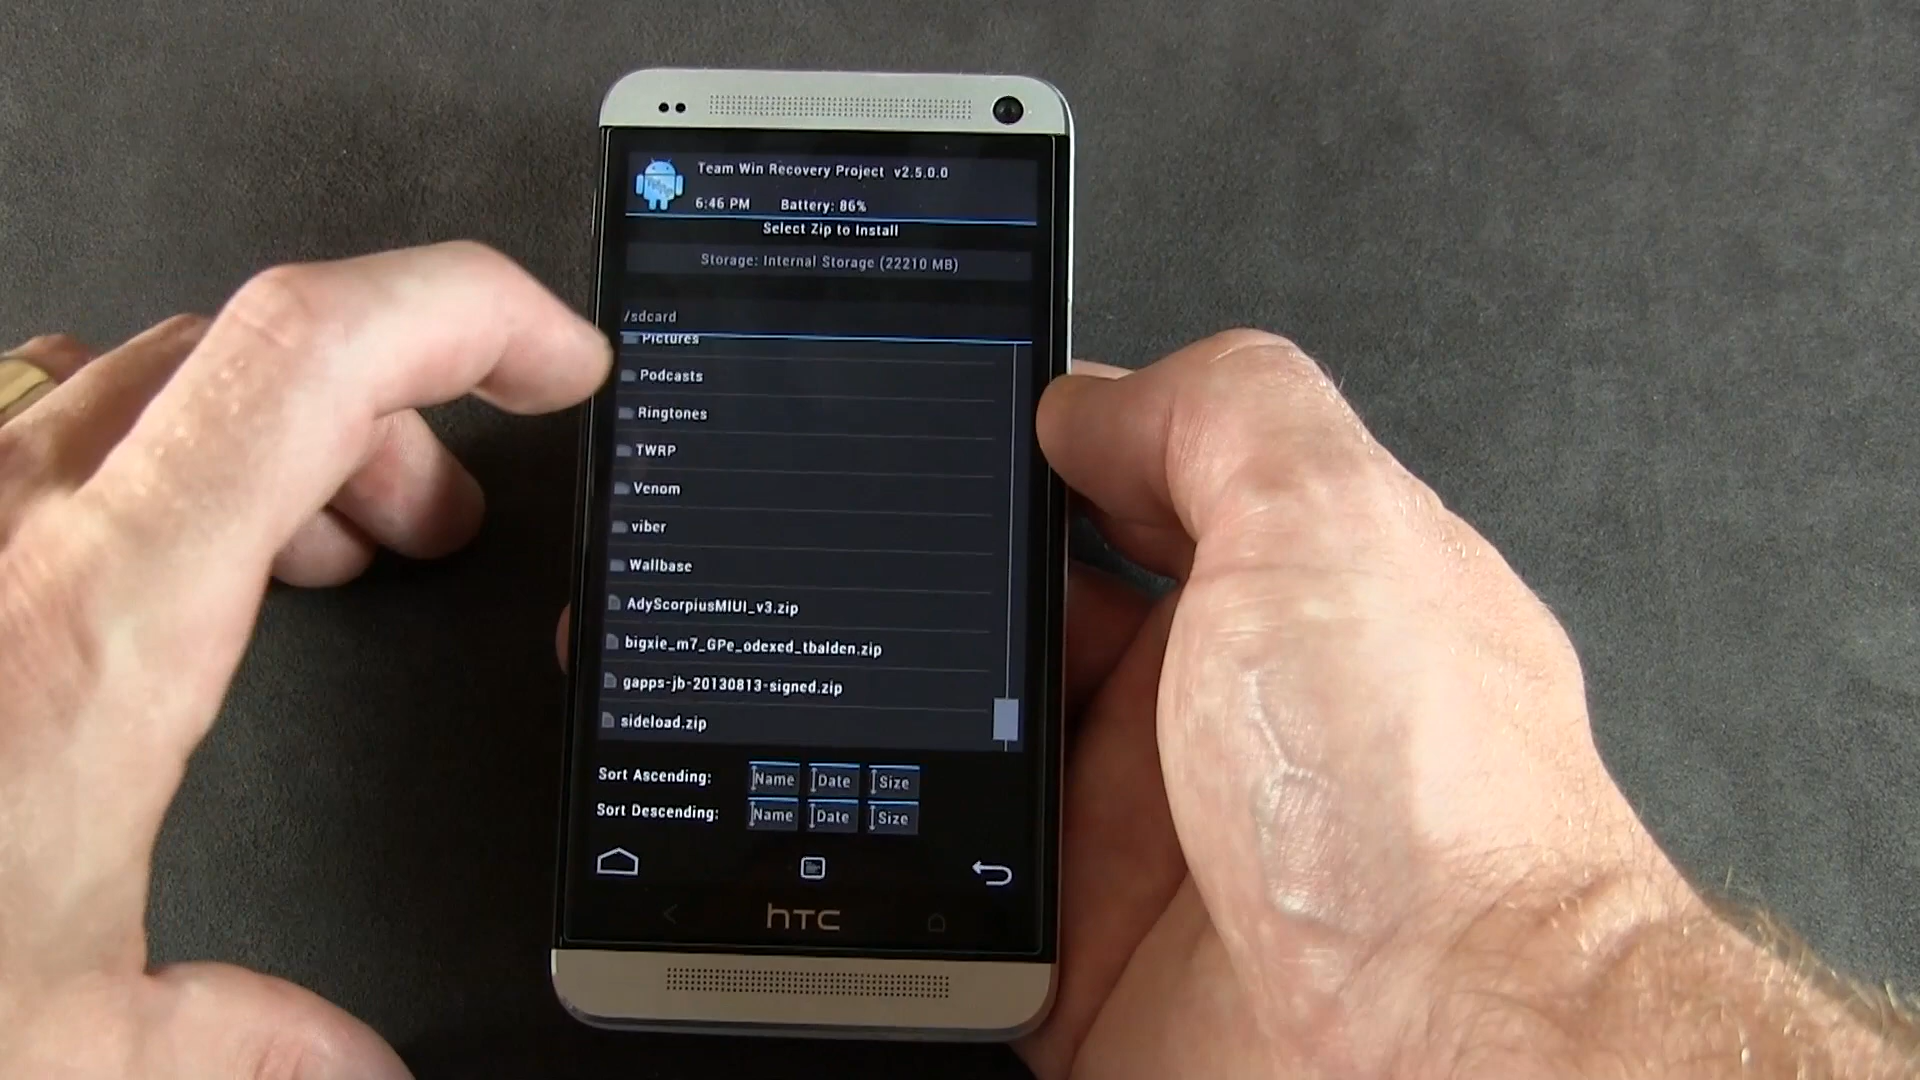 Team Win Recovery Project v2.5.0.0
6:46 PM Battery: 86%
Select Zip to Install
Storage: Internal Storage (22210 MB)
/sdcard
Pictures
Podcasts
Ringtones
TWRP
Venom
viber
Wallbase
AdyScorpiusMIUI_v3.zip
bigxie_m7_GPe_odexed_tbalden.zip
gapps-jb-20130813-signed.zip
sideload.zip
Sort Ascending: Name Date Size
Sort Descending: Name Date Size
hTC